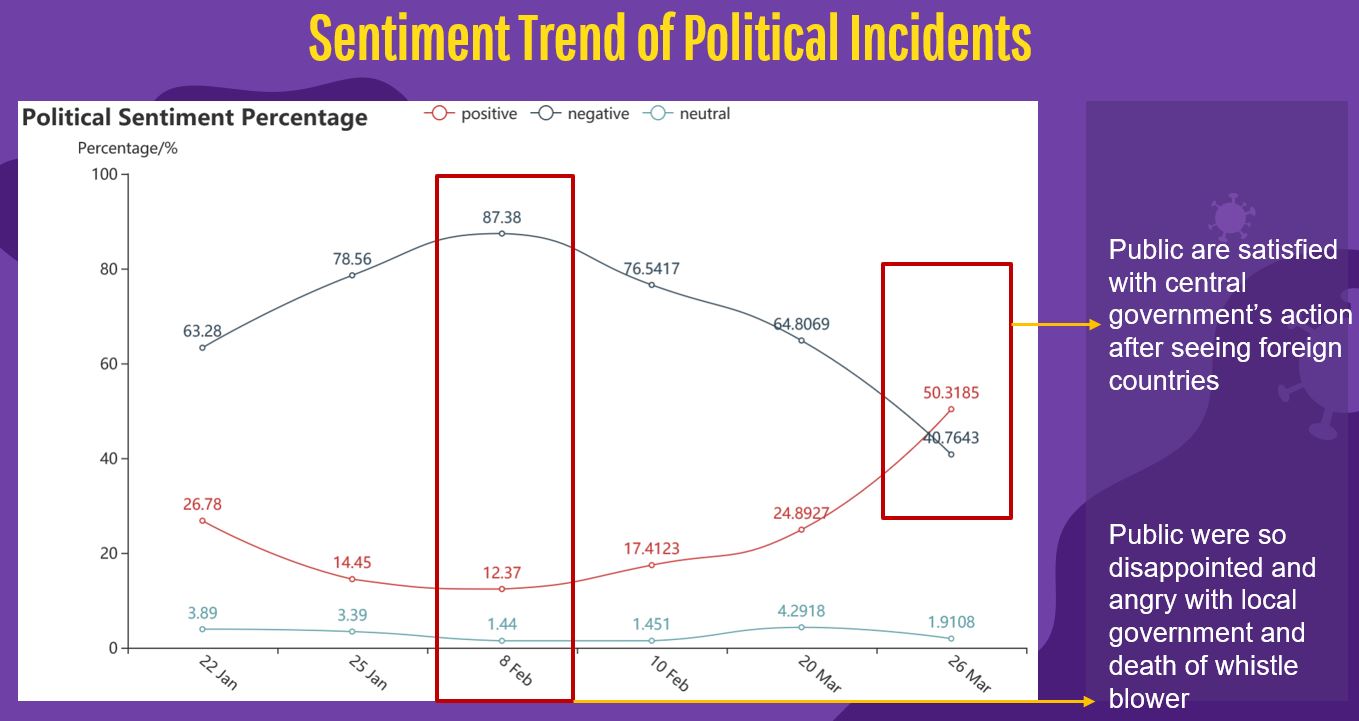 Sentiment Trend of Political Incidents
Political Sentiment Percentage
positive
negative
neutral
Percentage/%
100
80
60
40
20
0
63.28
78.56
87.38
76.5417
64.8069
40.7643
26.78
14.45
12.37
17.4123
24.8927
50.3185
3.89
3.39
1.44
1.451
4.2918
1.9108
22 Jan
25 Jan
8 Feb
10 Feb
20 Mar
26 Mar
Public are satisfied
with central
government’s action
after seeing foreign
countries
Public were so
disappointed and
angry with local
government and
death of whistle
blower